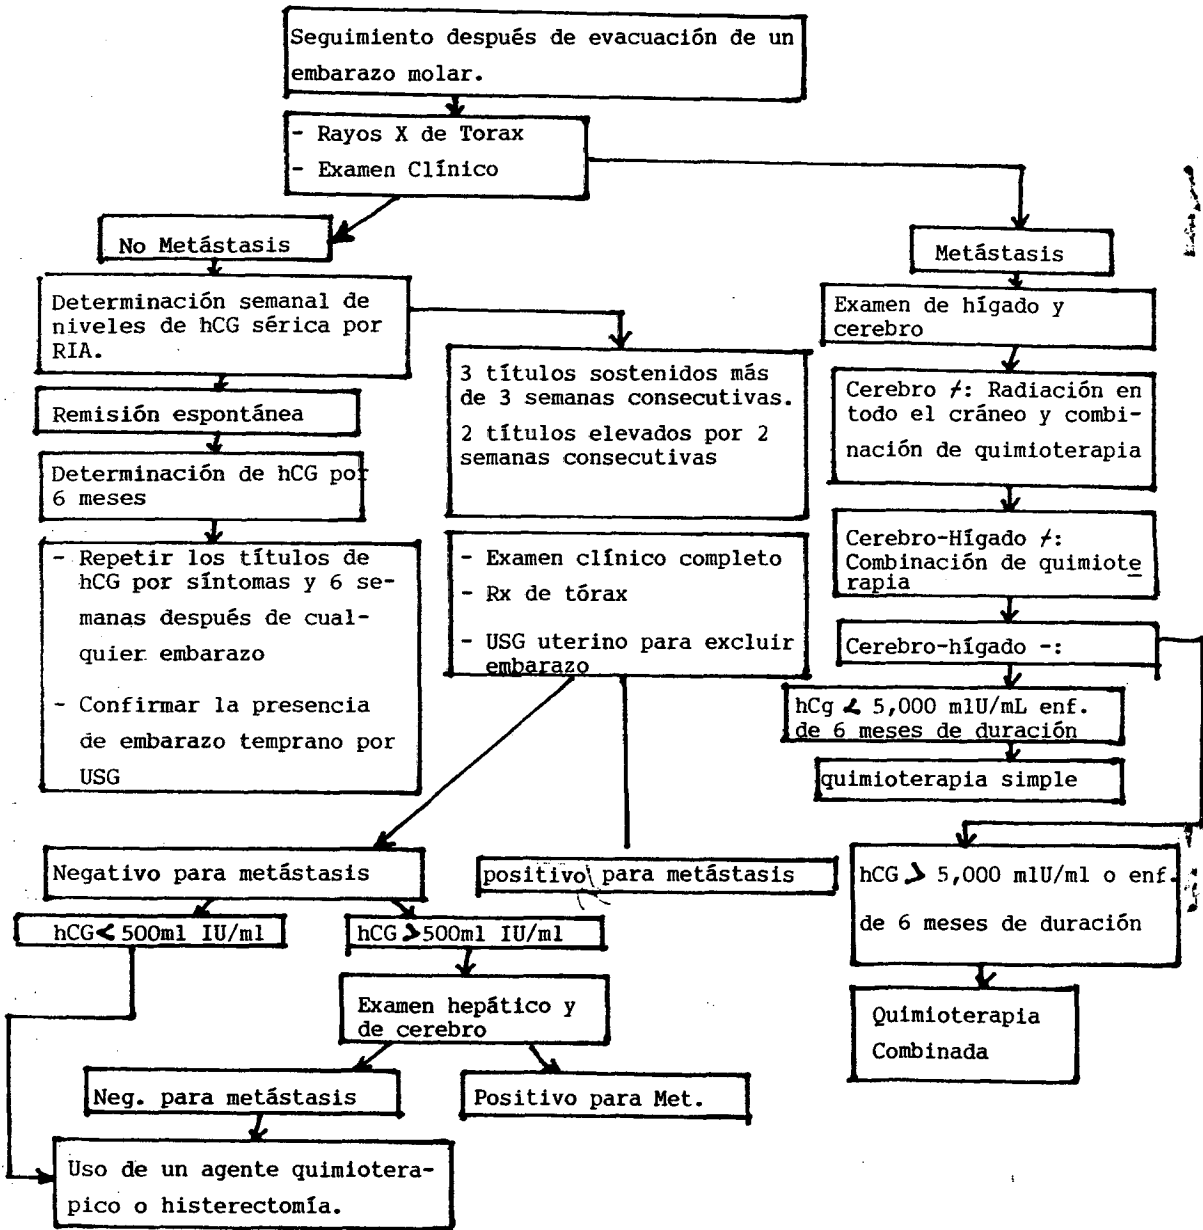 Seguimiento después de evacuación de un
embarazo molar.
- Rayos X de Torax
- Examen Clínico
No Metástasis
Metástasis
Determinación semanal de
niveles de hCG sérica por
RIA.
Examen de hígado y
cerebro
3 títulos sostenidos más
de 3 semanas consecutivas.
2 títulos elevados por 2
semanas consecutivas
Remisión espontánea
Cerebro +: Radiación en
todo el cráneo y combi-
nación de quimioterapia
Determinación de hCG por
6 meses
- Repetir los títulos de
hCG por síntomas y 6 se-
manas después de cual-
quier embarazo
- Confirmar la presencia
de embarazo temprano por
USG
- Examen clínico completo
- Rx de tórax
- USG uterino para excluir
embarazo
Cerebro-Hígado +:
Combinación de quimiote
rapia
Cerebro-hígado -:
hCg < 5,000 mlU/mL enf.
de 6 meses de duración
quimioterapia simple
Negativo para metástasis
positivo para metástasis
hCG > 5,000 mlU/ml o enf.
de 6 meses de duración
hCG < 500ml IU/ml
hCG > 500ml IU/ml
Examen hepático y
de cerebro
Quimioterapia
Combinada
Neg. para metástasis
Positivo para Met.
Uso de un agente quimiotera-
pico o histerectomía.